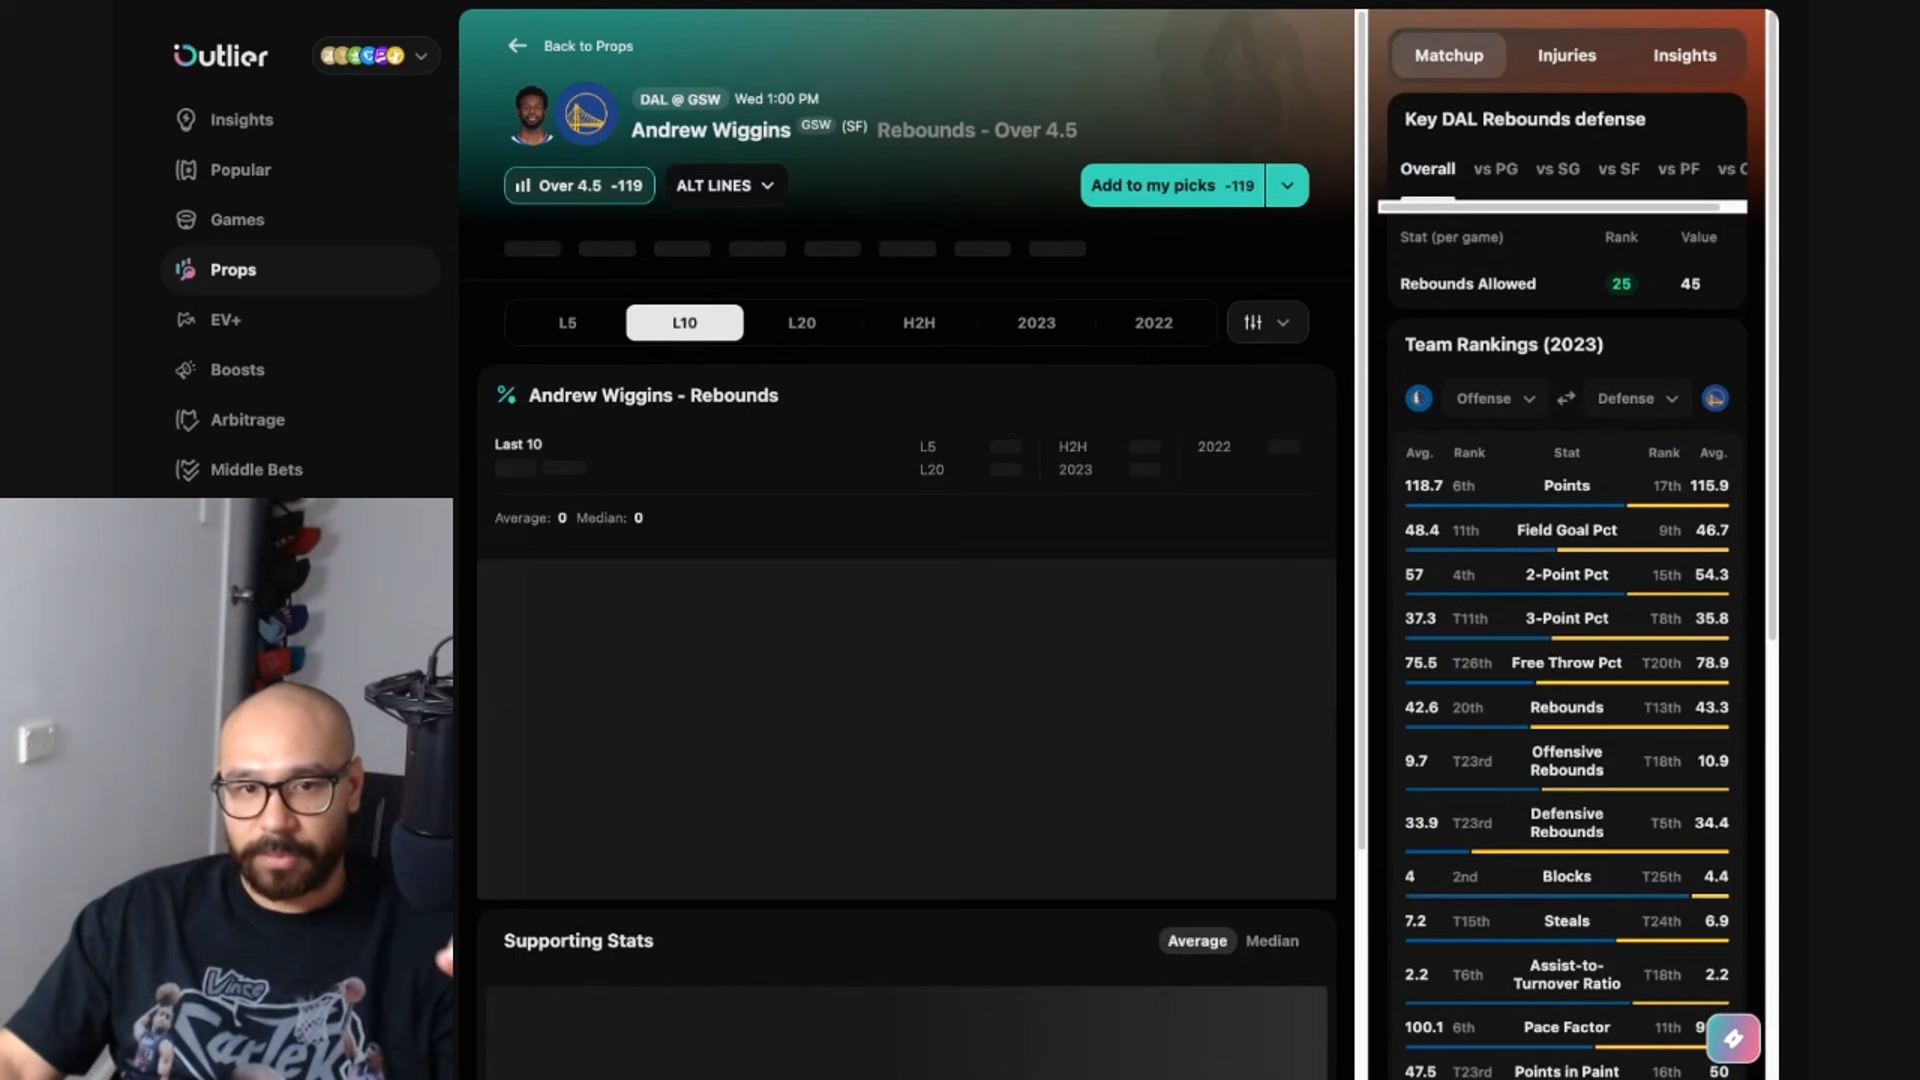 Outlier
Insights
Popular
Games
Props
EV+
Boosts
Arbitrage
Middle Bets
Back to Props
DAL @ GSW Wed 1:00 PM
Andrew Wiggins GSW (SF) Rebounds - Over 4.5
Over 4.5 -119 ALT LINES
Add to my picks -119
L5 L10 L20 H2H 2023 2022
Andrew Wiggins - Rebounds
Last 10
L5 H2H 2022
L20 2023
Average: 0 Median: 0
Supporting Stats
Average Median
Matchup Injuries Insights
Key DAL Rebounds defense
Overall vs PG vs SG vs SF vs PF vs C
Stat (per game) Rank Value
Rebounds Allowed 25 45
Team Rankings (2023)
Offense Defense
Avg. Rank Stat Rank Avg.
118.7 6th Points 17th 115.9
48.4 11th Field Goal Pct 9th 46.7
57 4th 2-Point Pct 15th 54.3
37.3 T11th 3-Point Pct T8th 35.8
75.5 T26th Free Throw Pct T20th 78.9
42.6 20th Rebounds T13th 43.3
9.7 T23rd Offensive Rebounds T18th 10.9
33.9 T23rd Defensive Rebounds T5th 34.4
4 2nd Blocks T25th 4.4
7.2 T15th Steals T24th 6.9
2.2 T6th Assist-to-Turnover Ratio T18th 2.2
100.1 6th Pace Factor 11th 9
47.5 T23rd Points in Paint 16th 50
Vince
Carter